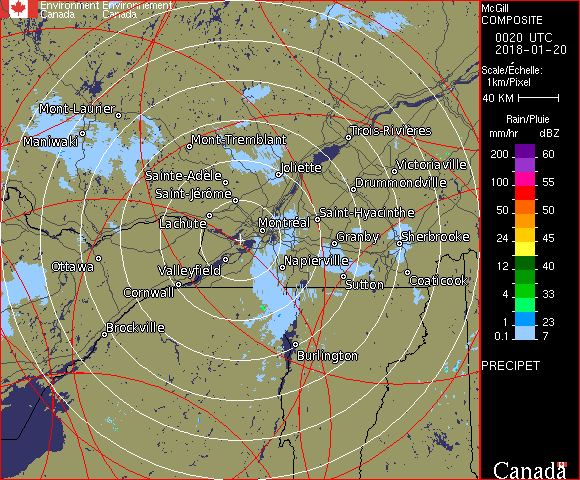 Environment Environnement
Canada Canada
McGill
COMPOSITE
0020 UTC
2018-01-20
Scale/Échelle:
1km/Pixel
40 KM
Rain/Pluie
mm/hr dBZ
200 60
150 57
100 55
50 50
24 45
12 40
4 33
1 23
0.1 7
PRECIPET
Canada
Mont-Laurier
Maniwaki
Mont-Tremblant
Trois-Rivières
Sainte-Adèle
Joliette
Victoriaville
Saint-Jérôme
Drummondville
Lachute
Montréal
Saint-Hyacinthe
Granby
Sherbrooke
Ottawa
Valleyfield
Napierville
Cornwall
Sutton
Coaticook
Brockville
Burlington